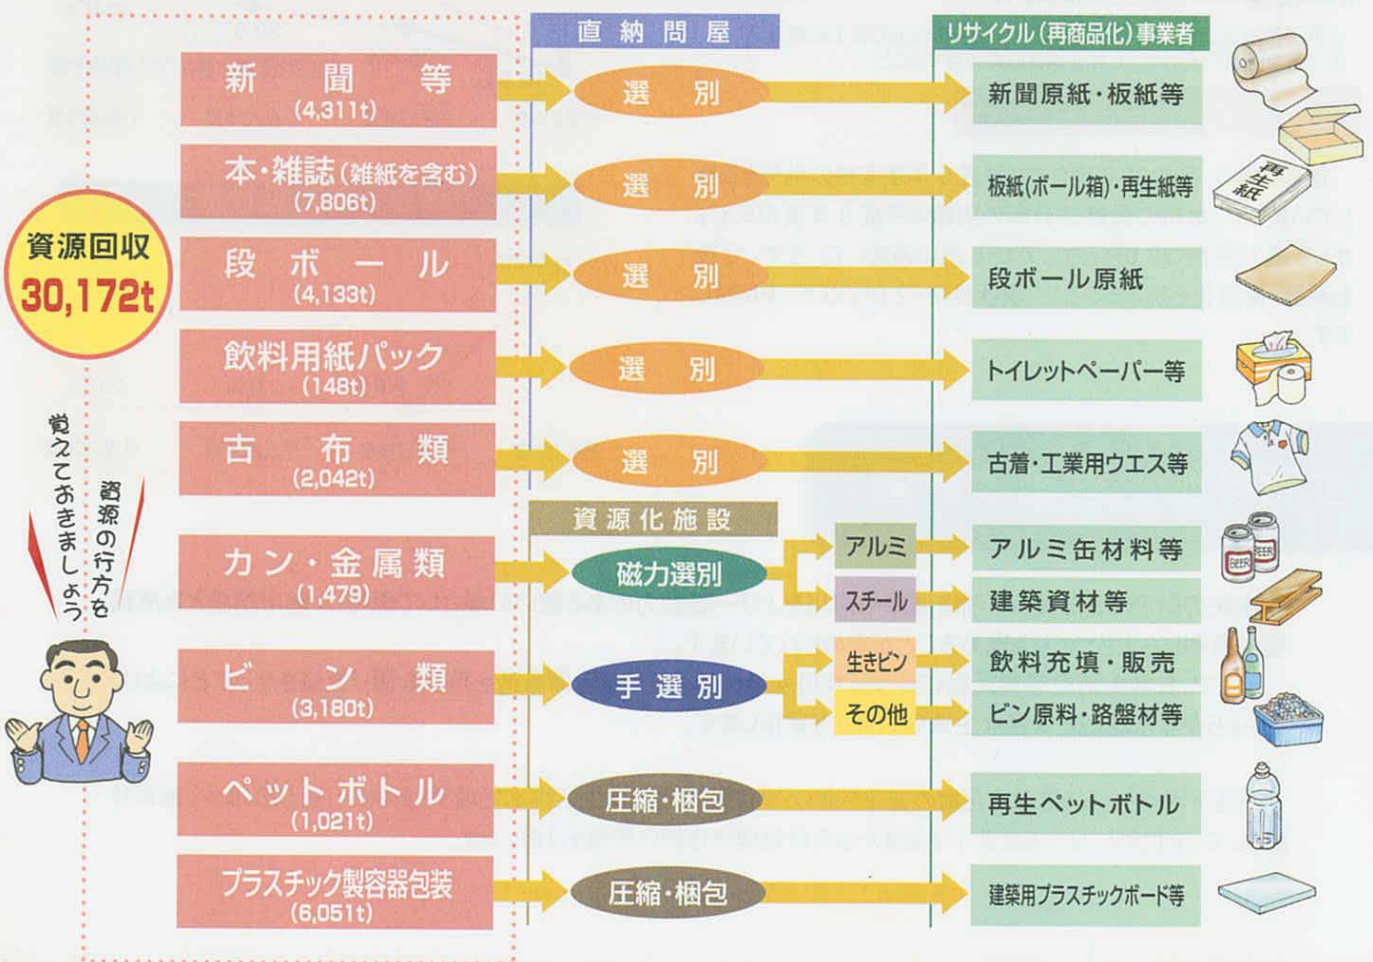 直納問屋
リサイクル(再商品化)事業者
資源回収
30,172t
新聞等
(4,311t)
選別
新聞原紙・板紙等
本・雑誌(雑紙を含む)
(7,806t)
選別
板紙(ボール箱)・再生紙等
再生紙
段ボール
(4,133t)
選別
段ボール原紙
飲料用紙パック
(148t)
選別
トイレットペーパー等
古布類
(2,042t)
選別
古着・工業用ウエス等
資源化施設
カン・金属類
(1,479)
磁力選別
アルミ
アルミ缶材料等
BEER
BEER
スチール
建築資材等
ビン類
(3,180t)
手選別
生きビン
飲料充填・販売
その他
ビン原料・路盤材等
ペットボトル
(1,021t)
圧縮・梱包
再生ペットボトル
プラスチック製容器包装
(6,051t)
圧縮・梱包
建築用プラスチックボード等
資源の行方を
覚えておきましょう